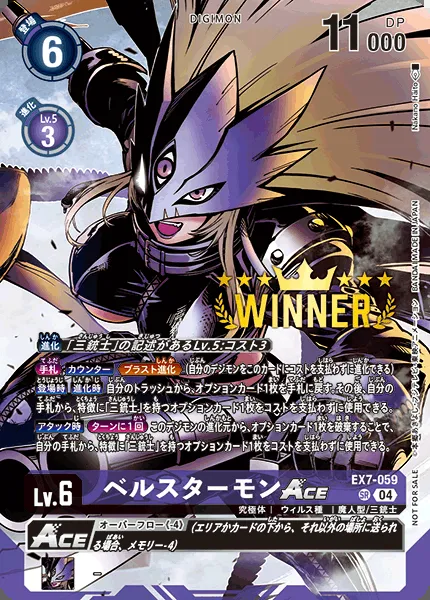 DIGIMON
登場
6
11000
DP
進化
Lv.5
3
Nakano Haito
BANDAI MADE IN JAPAN
NOT FOR SALE
WINNER
進化 「三銃士」の記述があるLv.5:コスト3
手札 カウンター ブラスト進化 (自分のデジモンをこのカードにコストを支払わずに進化できる)
登場時 進化時 自分のトラッシュから、オプションカード1枚を手札に戻す。その後、自分の
手札から、特徴に「三銃士」を持つオプションカード1枚をコストを支払わずに使用できる。
アタック時 ターンに1回 このデジモンの進化元から、オプションカード1枚を破棄することで、
自分の手札から、特徴に「三銃士」を持つオプションカード1枚をコストを支払わずに使用できる。
Lv.6
ベルスターモンACE
EX7-059
SR 04
究極体 ウィルス種 魔人型/三銃士
ACE
オーバーフロー《-4》 (エリアかカードの下から、それ以外の場所に送られ
る場合、メモリー-4)
-